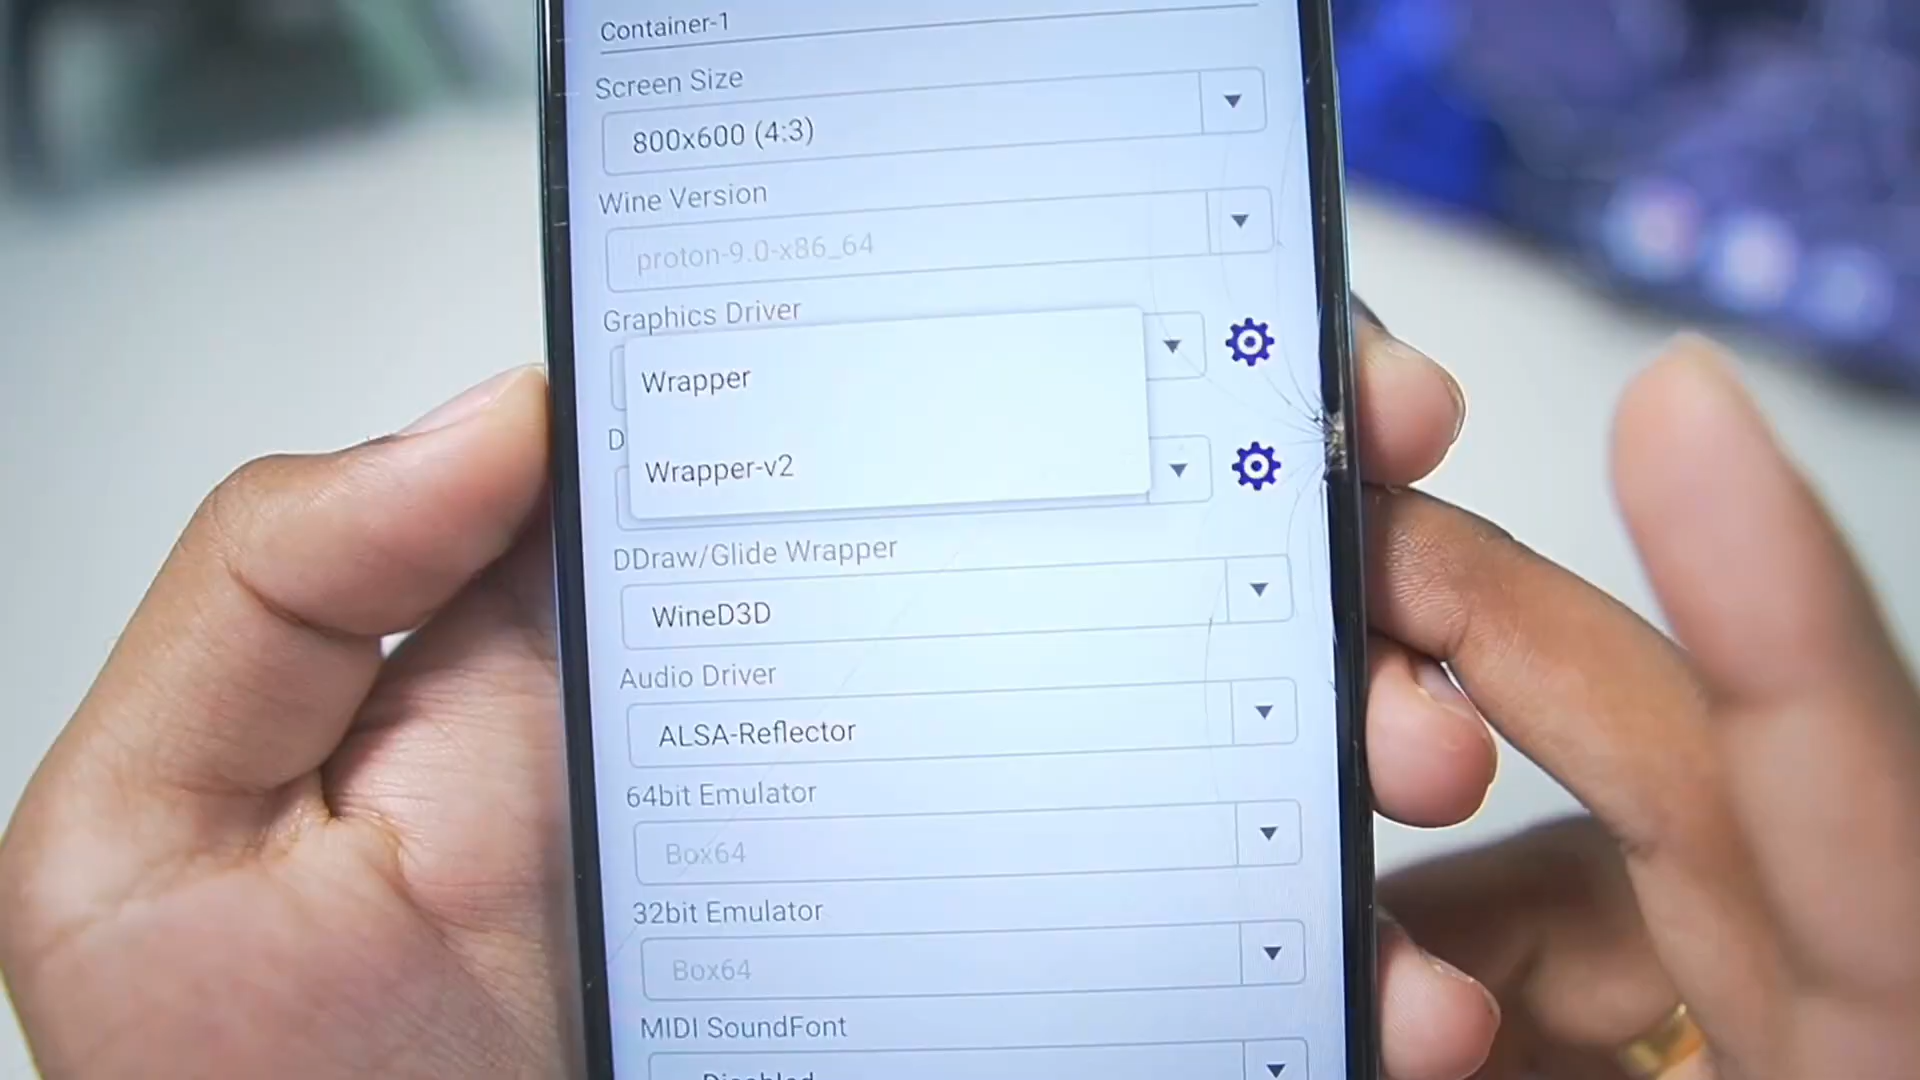 Container-1
Screen Size
800x600 (4:3)
Wine Version
proton-9.0-x86_64
Graphics Driver
Wrapper
D
Wrapper-v2
DDraw/Glide Wrapper
WineD3D
Audio Driver
ALSA-Reflector
64bit Emulator
Box64
32bit Emulator
Box64
MIDI SoundFont
Disabled